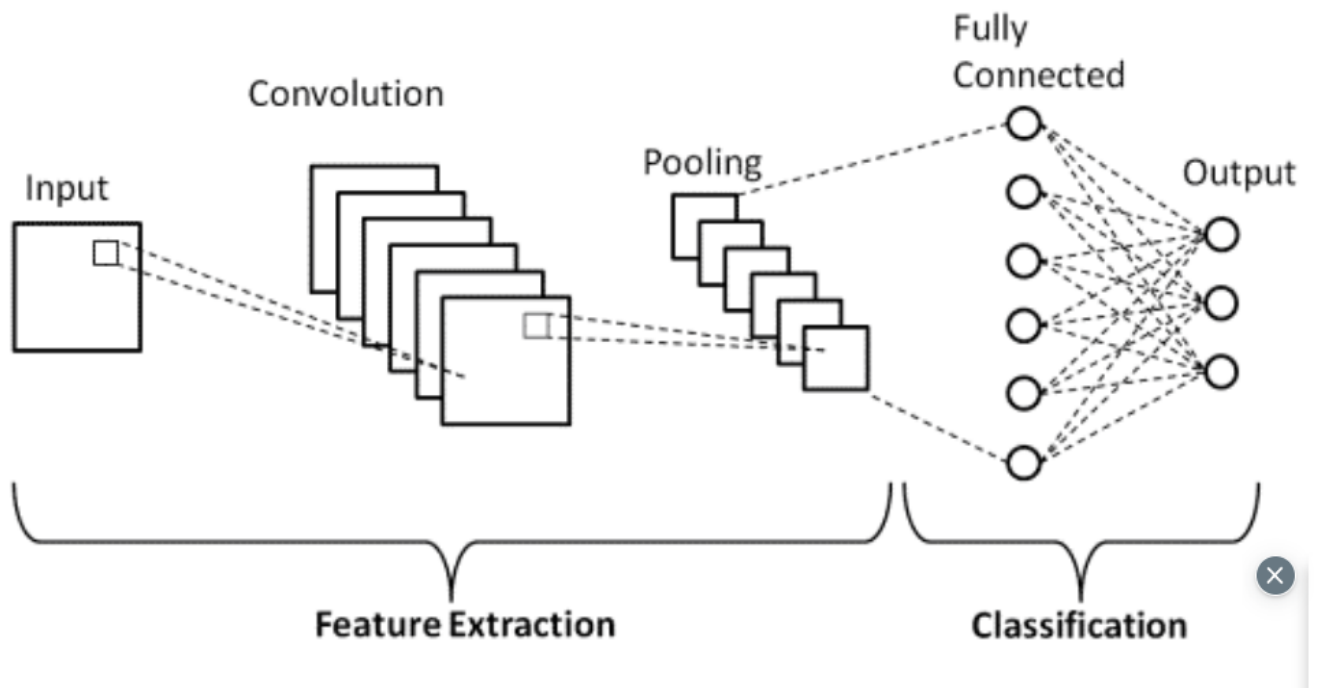 Fully
Connected
Convolution
Pooling
Input
Output
Feature Extraction
Classification